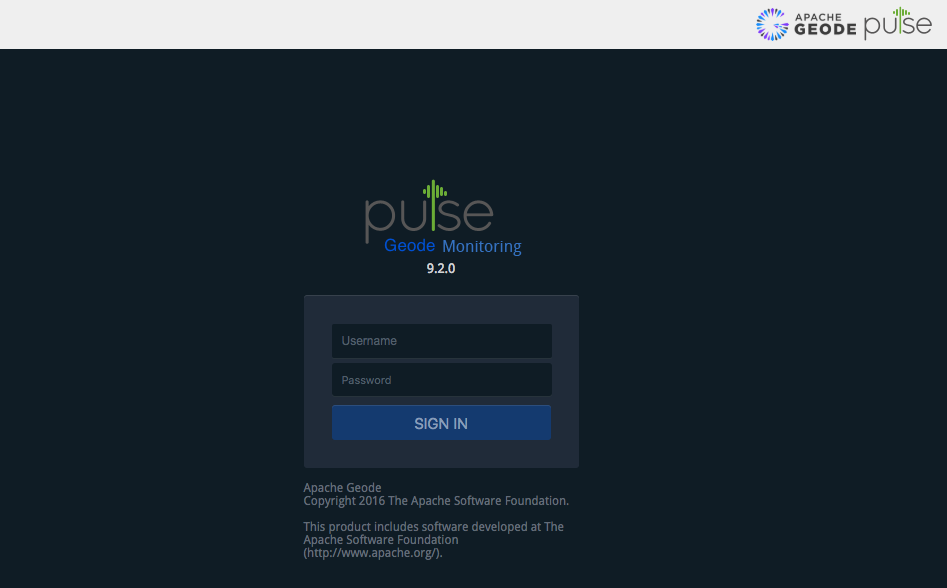 APACHE
GEODE pulse
pulse
Geode Monitoring
9.2.0
Username
Password
SIGN IN
Apache Geode
Copyright 2016 The Apache Software Foundation.
This product includes software developed at The
Apache Software Foundation
(http://www.apache.org/).